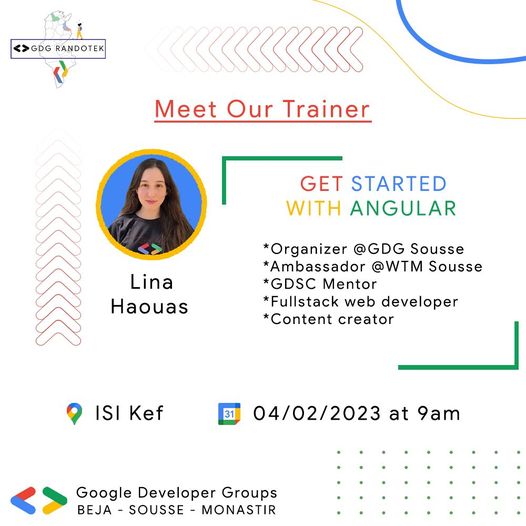 <> GDG RANDOTEK
Meet Our Trainer
GET STARTED
WITH ANGULAR
*Organizer @GDG Sousse
*Ambassador @WTM Sousse
*GDSC Mentor
*Fullstack web developer
*Content creator
Lina
Haouas
ISI Kef
31
04/02/2023 at 9am
Google Developer Groups
BEJA - SOUSSE - MONASTIR